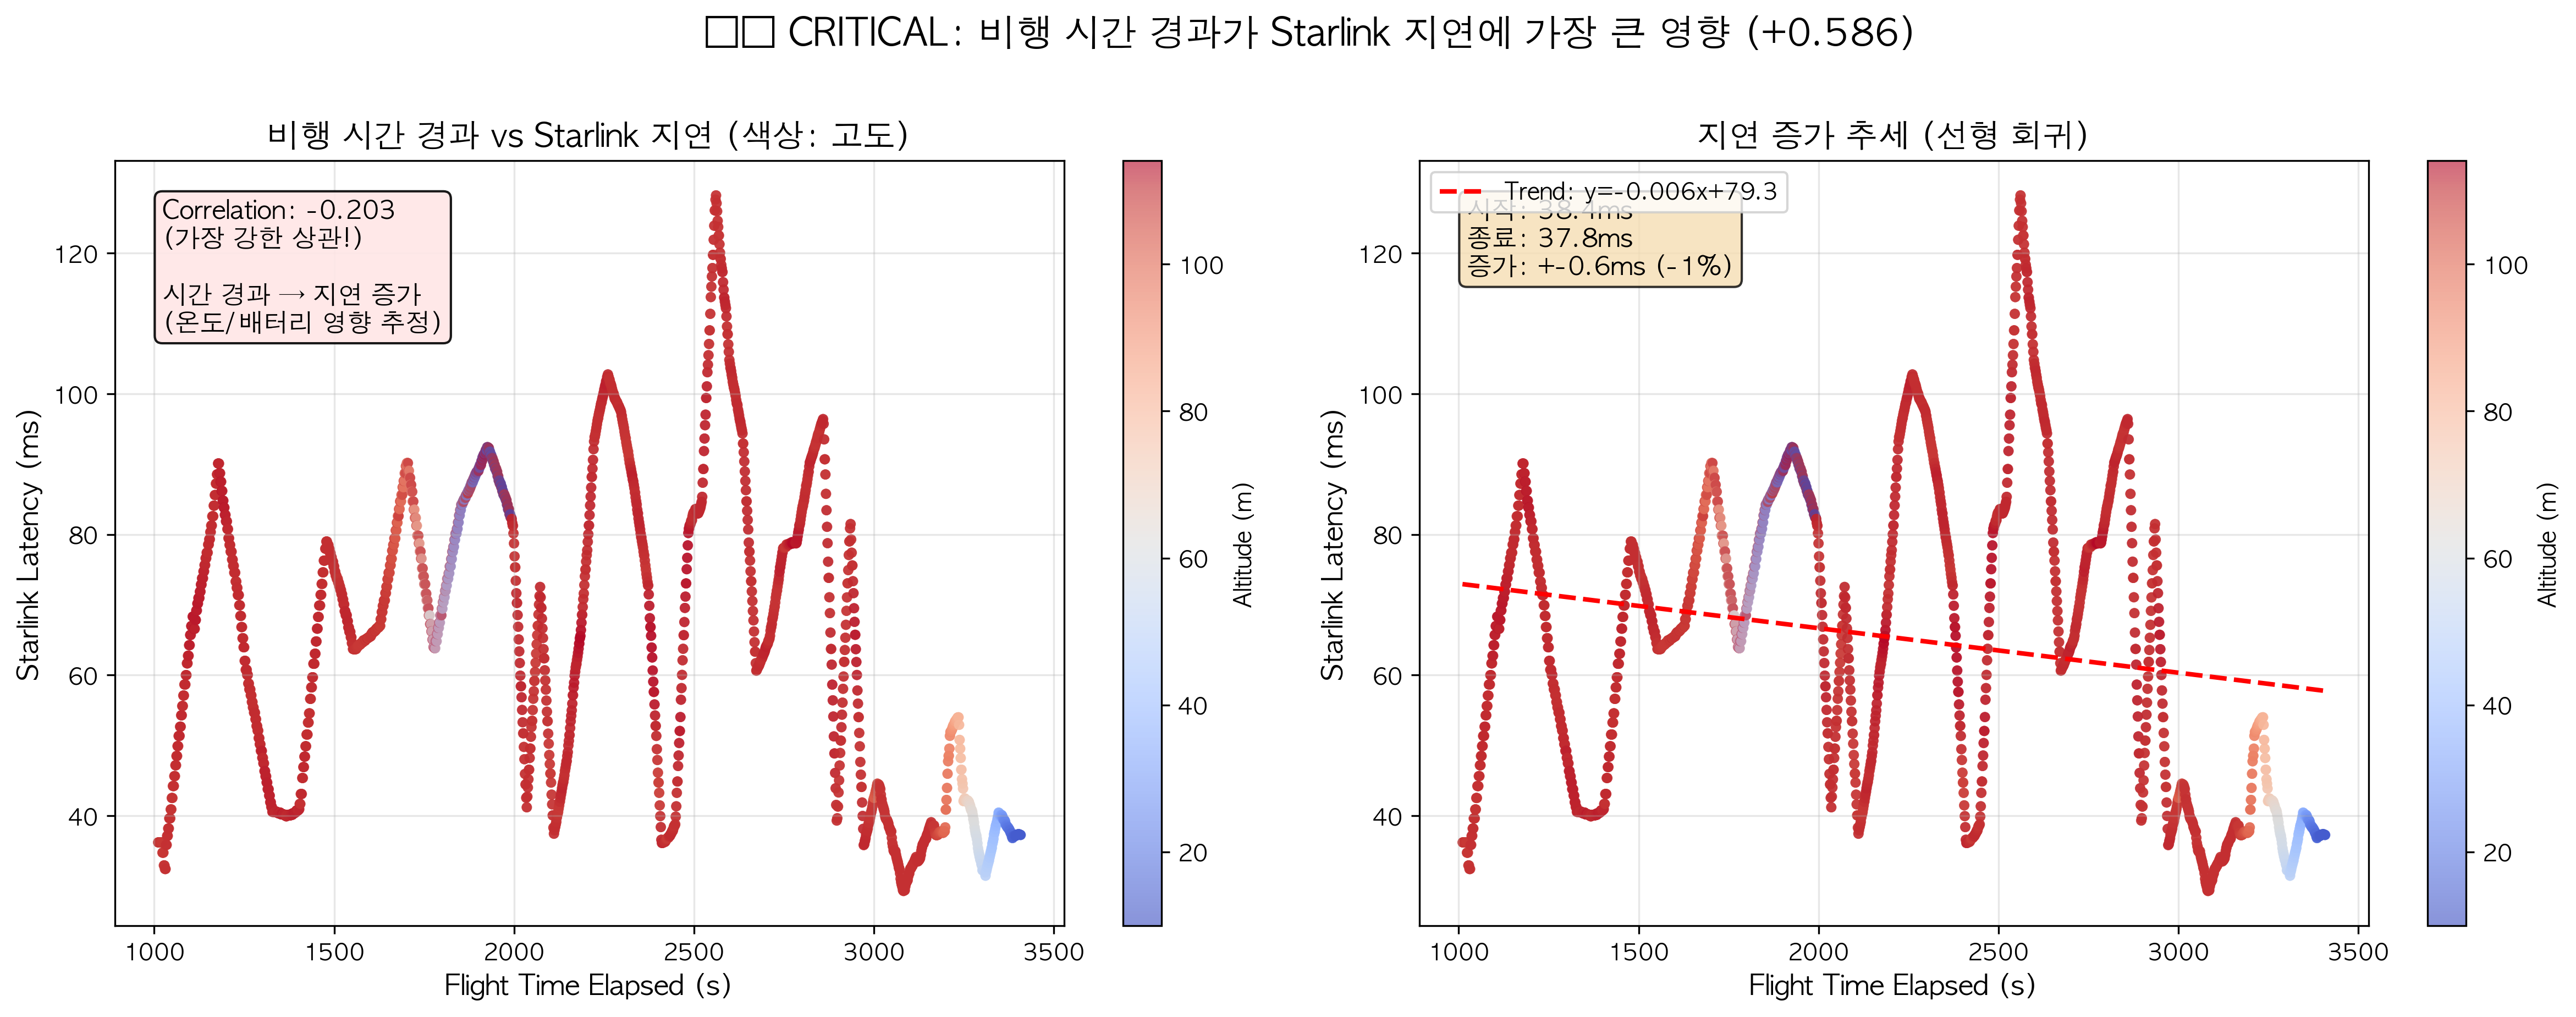 □□ CRITICAL: 비행 시간 경과가 Starlink 지연에 가장 큰 영향 (+0.586)
비행 시간 경과 vs Starlink 지연 (색상: 고도)
Correlation: -0.203
(가장 강한 상관!)
시간 경과 → 지연 증가
(온도/배터리 영향 추정)
120
100
80
60
40
Starlink Latency (ms)
1000 1500 2000 2500 3000 3500
Flight Time Elapsed (s)
100
80
60
40
20
Altitude (m)
지연 증가 추세 (선형 회귀)
Trend: y=-0.006x+79.3
시작: 38.4ms
종료: 37.8ms
증가: +-0.6ms (-1%)
120
100
80
60
40
Starlink Latency (ms)
1000 1500 2000 2500 3000 3500
Flight Time Elapsed (s)
100
80
60
40
20
Altitude (m)